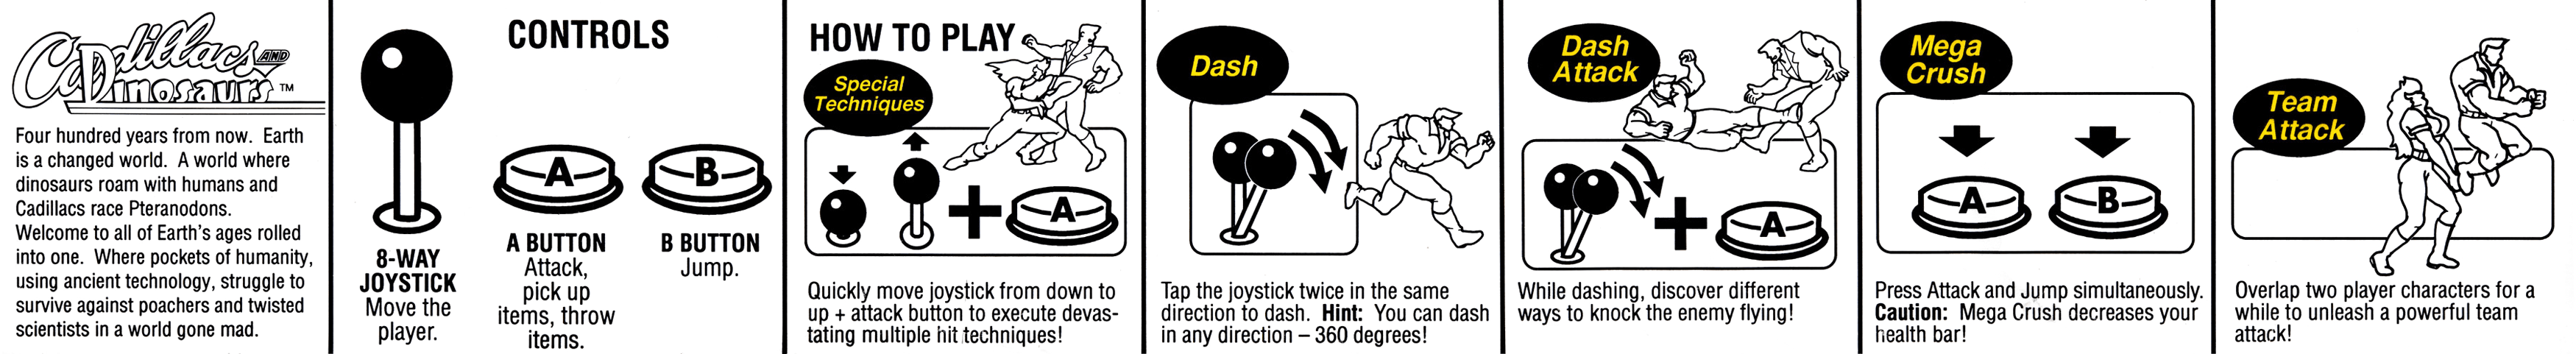 Cadillacs AND
Dinosaurs™
Four hundred years from now. Earth
is a changed world. A world where
dinosaurs roam with humans and
Cadillacs race Pteranodons.
Welcome to all of Earth's ages rolled
into one. Where pockets of humanity,
using ancient technology, struggle to
survive against poachers and twisted
scientists in a world gone mad.
CONTROLS
8-WAY
JOYSTICK
Move the
player.
A
A BUTTON
Attack,
pick up
items, throw
items.
B
B BUTTON
Jump.
HOW TO PLAY
Special
Techniques
+ A
Quickly move joystick from down to
up + attack button to execute devas-
tating multiple hit techniques!
Dash
Tap the joystick twice in the same
direction to dash. Hint: You can dash
in any direction – 360 degrees!
Dash
Attack
+ A
While dashing, discover different
ways to knock the enemy flying!
Mega
Crush
A B
Press Attack and Jump simultaneously.
Caution: Mega Crush decreases your
health bar!
Team
Attack
Overlap two player characters for a
while to unleash a powerful team
attack!